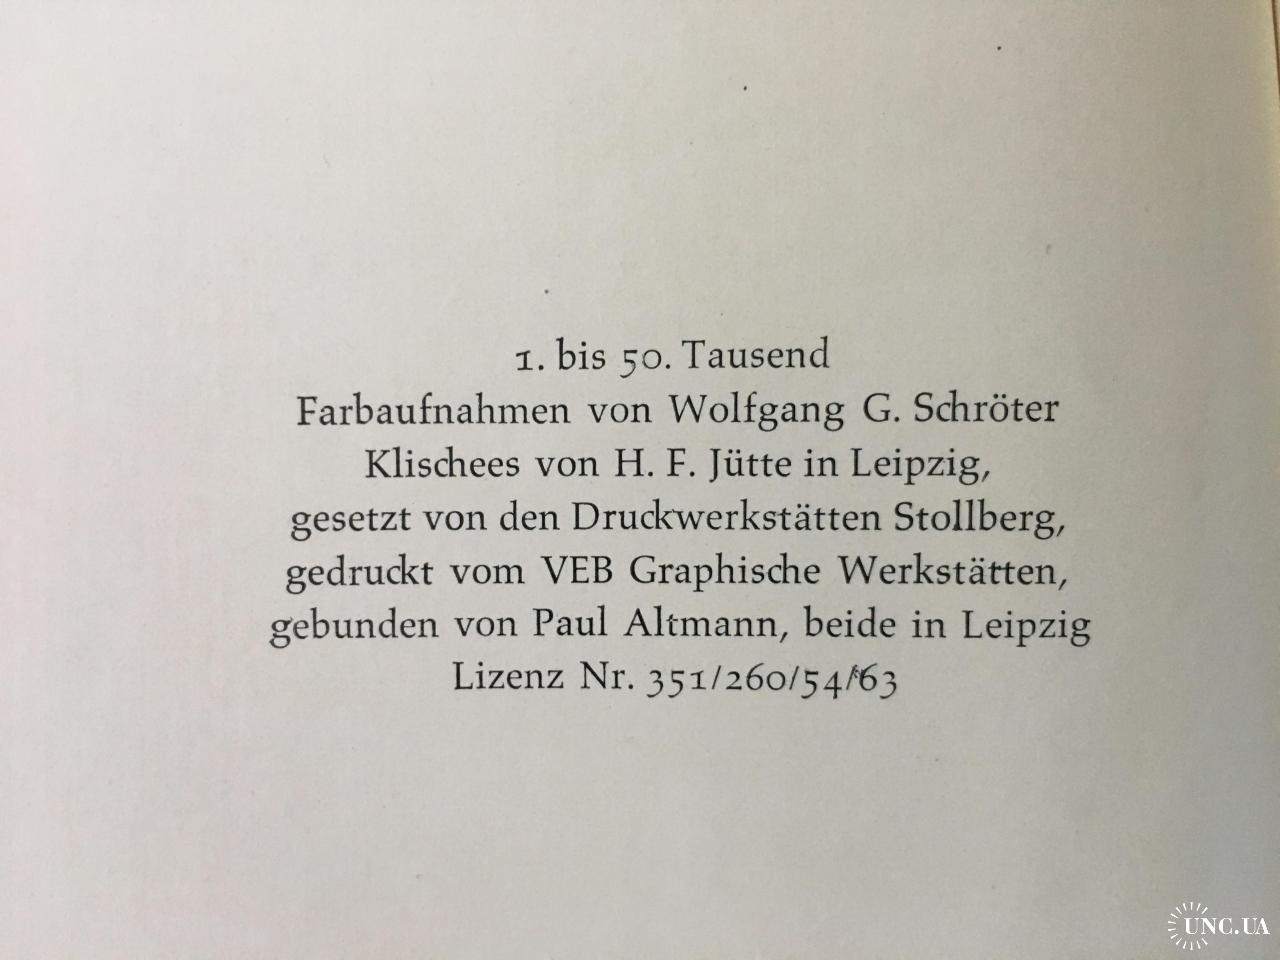 1. bis 50. Tausend
Farbaufnahmen von Wolfgang G. Schröter
Klischees von H. F. Jütte in Leipzig,
gesetzt von den Druckwerkstätten Stollberg,
gedruckt vom VEB Graphische Werkstätten,
gebunden von Paul Altmann, beide in Leipzig
Lizenz Nr. 351/260/54/63
UNC.UA